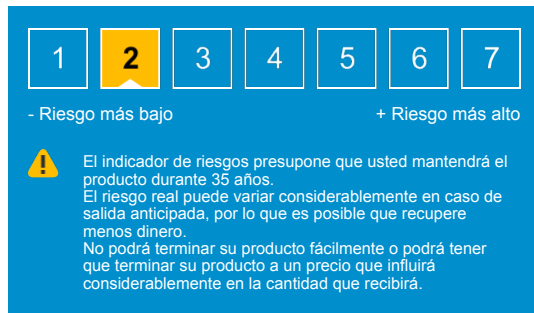 1 2 3 4 5 6 7
- Riesgo más bajo + Riesgo más alto
El indicador de riesgos presupone que usted mantendrá el
producto durante 35 años.
El riesgo real puede variar considerablemente en caso de
salida anticipada, por lo que es posible que recupere
menos dinero.
No podrá terminar su producto fácilmente o podrá tener
que terminar su producto a un precio que influirá
considerablemente en la cantidad que recibirá.